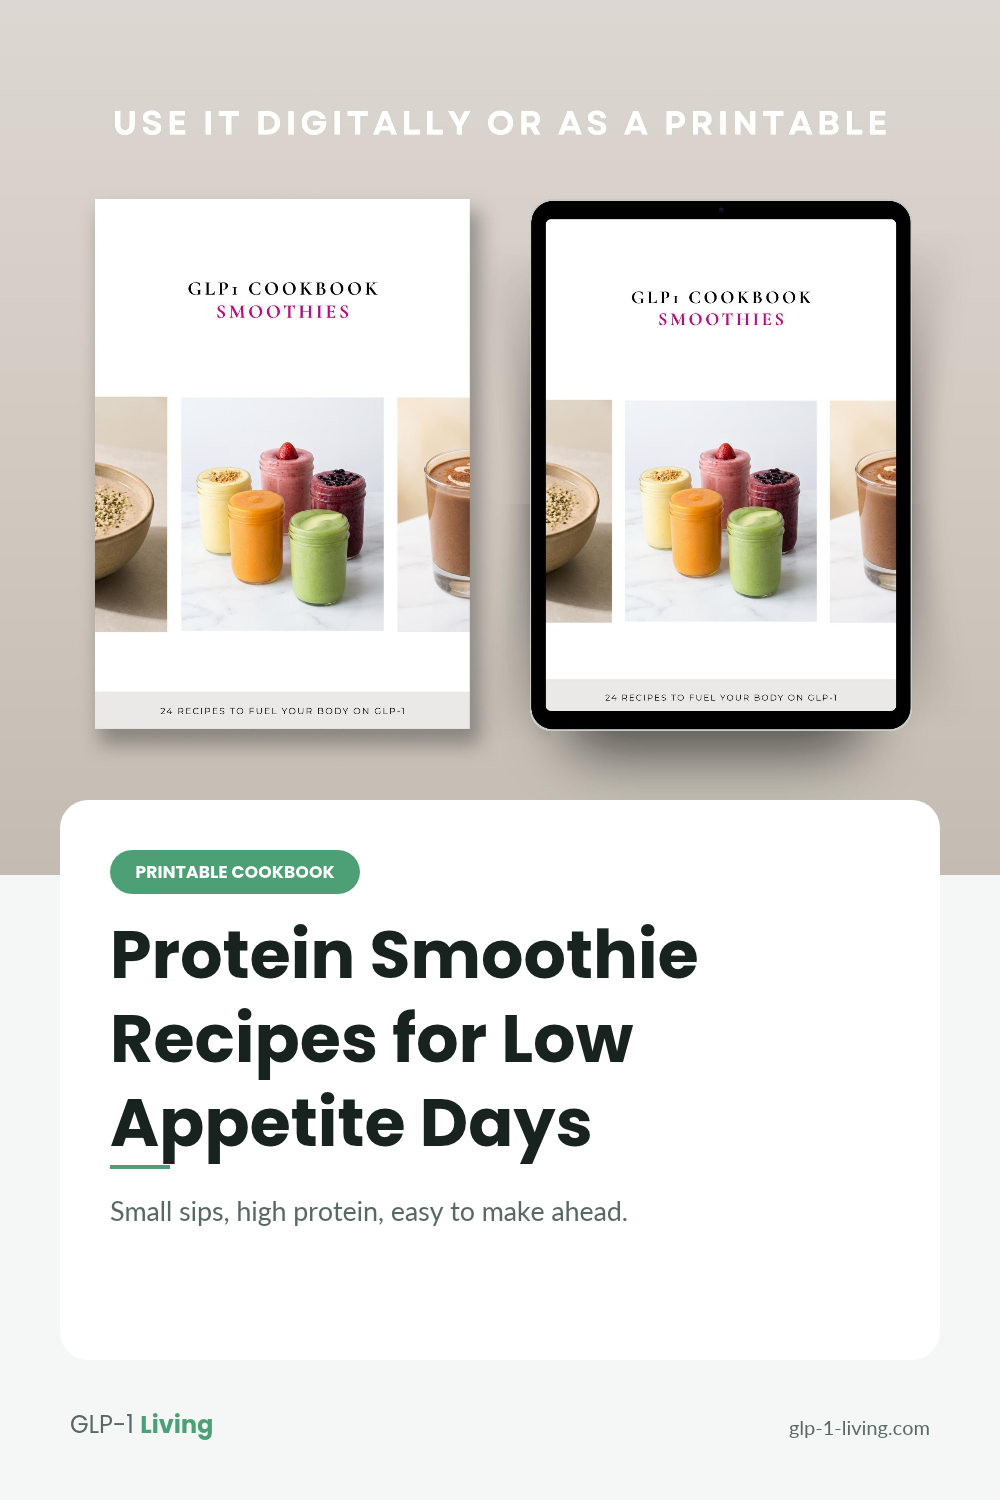 USE IT DIGITALLY OR AS A PRINTABLE
GLP1 COOKBOOK
SMOOTHIES
24 RECIPES TO FUEL YOUR BODY ON GLP-1
GLP1 COOKBOOK
SMOOTHIES
24 RECIPES TO FUEL YOUR BODY ON GLP-1
PRINTABLE COOKBOOK
Protein Smoothie
Recipes for Low
Appetite Days
Small sips, high protein, easy to make ahead.
GLP-1 Living
glp-1-living.com